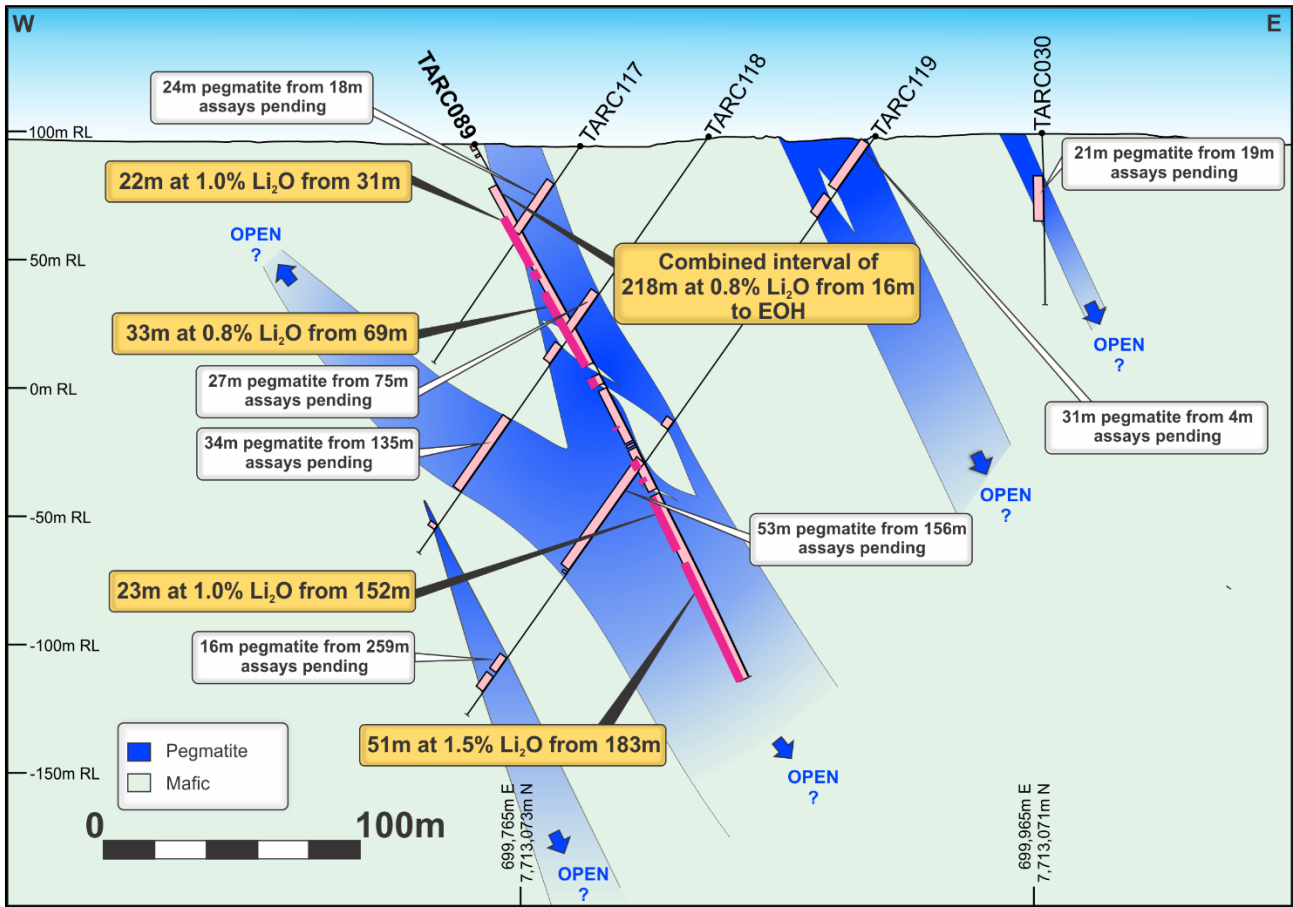 W
E
TARC089
TARC117
TARC118
TARC119
TARC030
24m pegmatite from 18m
assays pending
100m RL
21m pegmatite from 19m
assays pending
22m at 1.0% Li₂O from 31m
OPEN
?
50m RL
Combined interval of
218m at 0.8% Li₂O from 16m
to EOH
33m at 0.8% Li₂O from 69m
OPEN
?
27m pegmatite from 75m
assays pending
0m RL
31m pegmatite from 4m
assays pending
34m pegmatite from 135m
assays pending
OPEN
?
-50m RL
53m pegmatite from 156m
assays pending
23m at 1.0% Li₂O from 152m
-100m RL
16m pegmatite from 259m
assays pending
51m at 1.5% Li₂O from 183m
Pegmatite
Mafic
-150m RL
OPEN
?
0
100m
699,765m E
7,713,073m N
699,965m E
7,713,071m N
OPEN
?